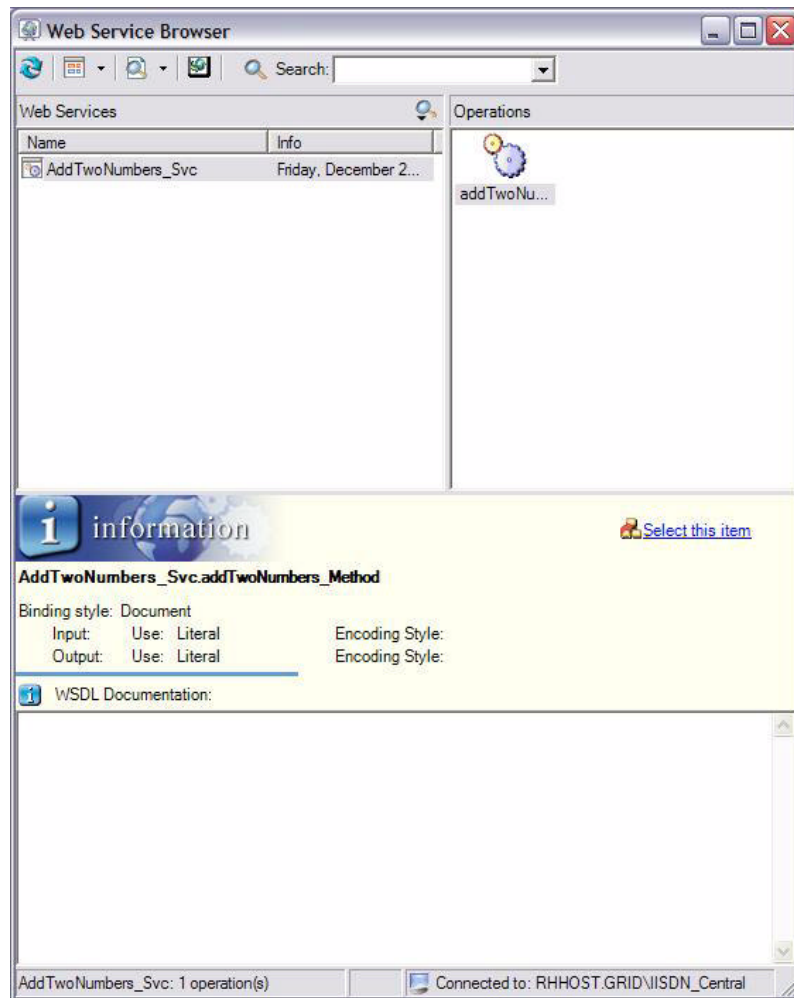 Web Service Browser
Search:
Web Services
Operations
Name Info
AddTwoNumbers_Svc Friday, December 2...
addTwoNu...
information
Select this item
AddTwoNumbers_Svc.addTwoNumbers_Method
Binding style: Document
Input: Use: Literal Encoding Style:
Output: Use: Literal Encoding Style:
WSDL Documentation:
AddTwoNumbers_Svc: 1 operation(s) Connected to: RHHOST.GRID\IISDN_Central